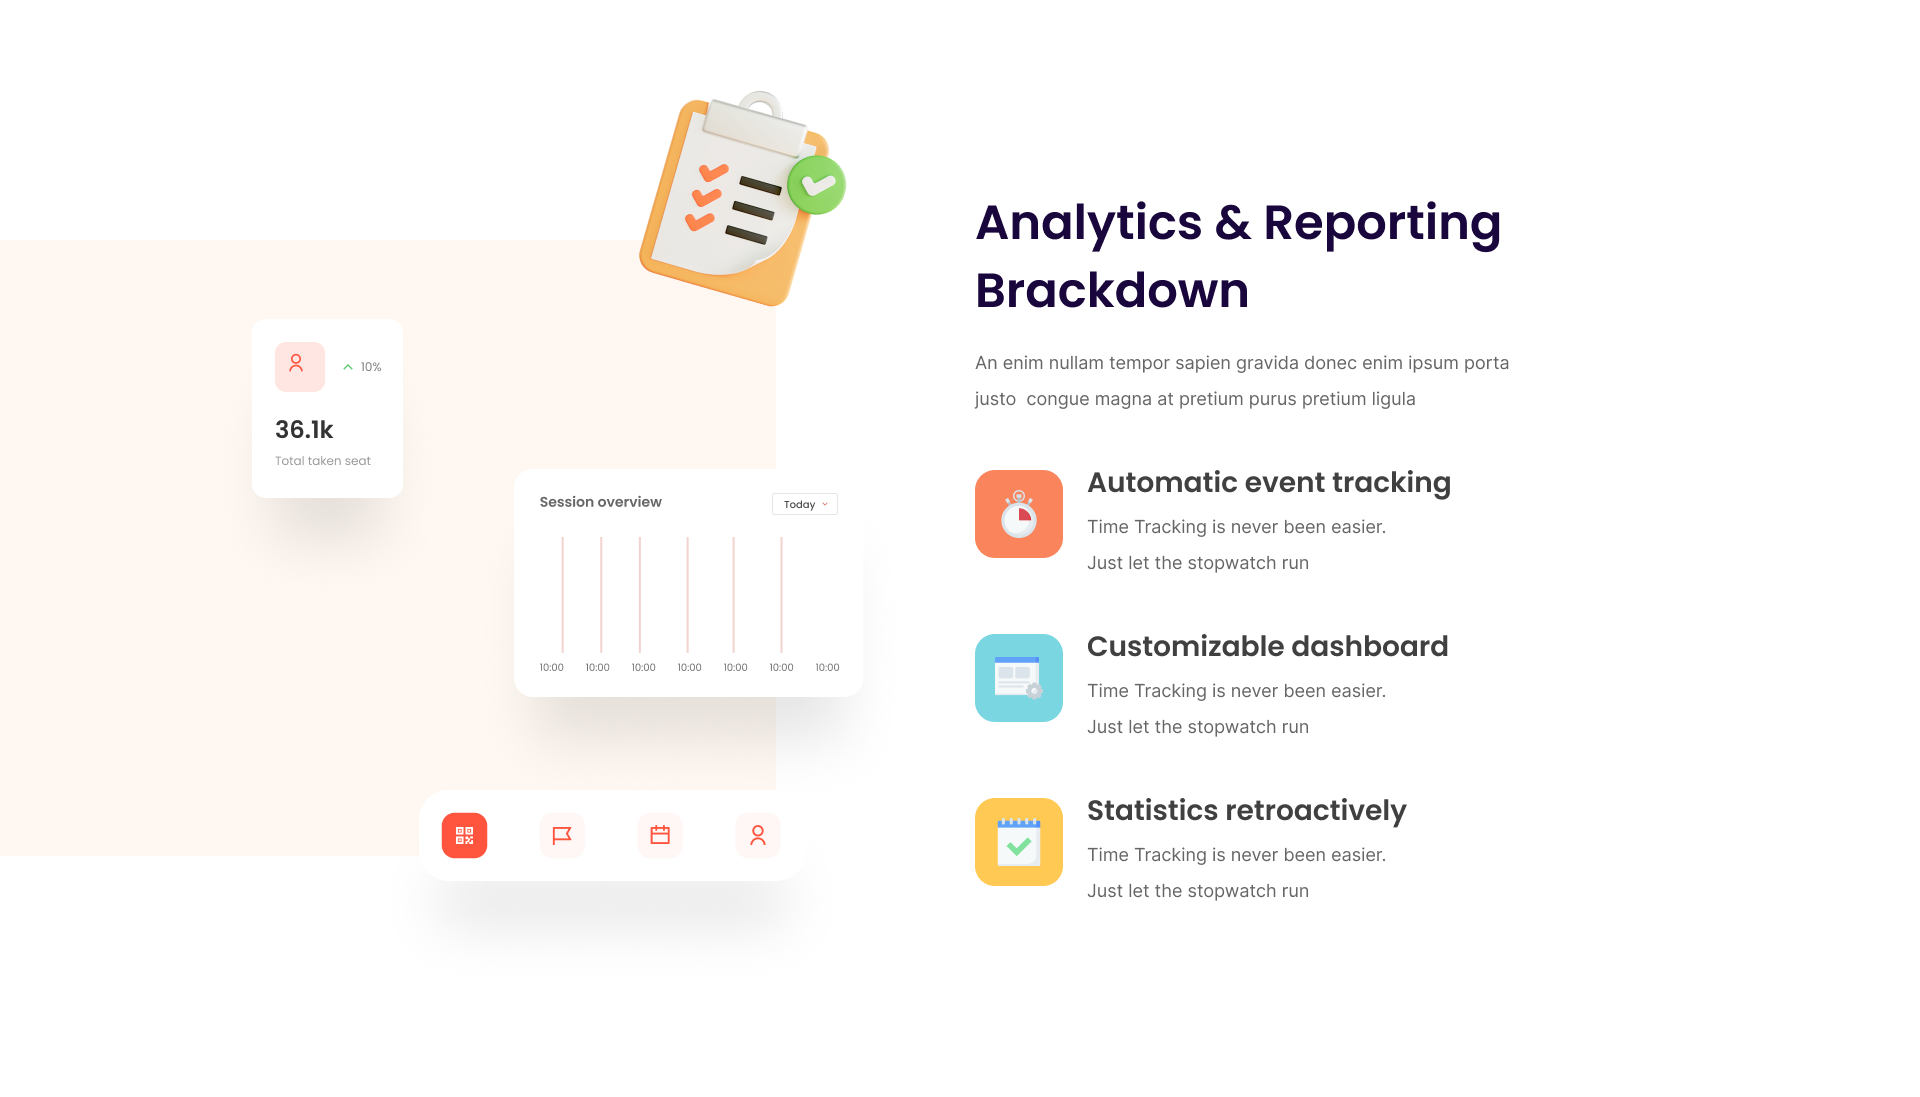 10%
36.1k
Total taken seat
Session overview
Today
10:00 10:00 10:00 10:00 10:00 10:00 10:00
Analytics & Reporting
Brackdown
An enim nullam tempor sapien gravida donec enim ipsum porta
justo  congue magna at pretium purus pretium ligula
Automatic event tracking
Time Tracking is never been easier.
Just let the stopwatch run
Customizable dashboard
Time Tracking is never been easier.
Just let the stopwatch run
Statistics retroactively
Time Tracking is never been easier.
Just let the stopwatch run